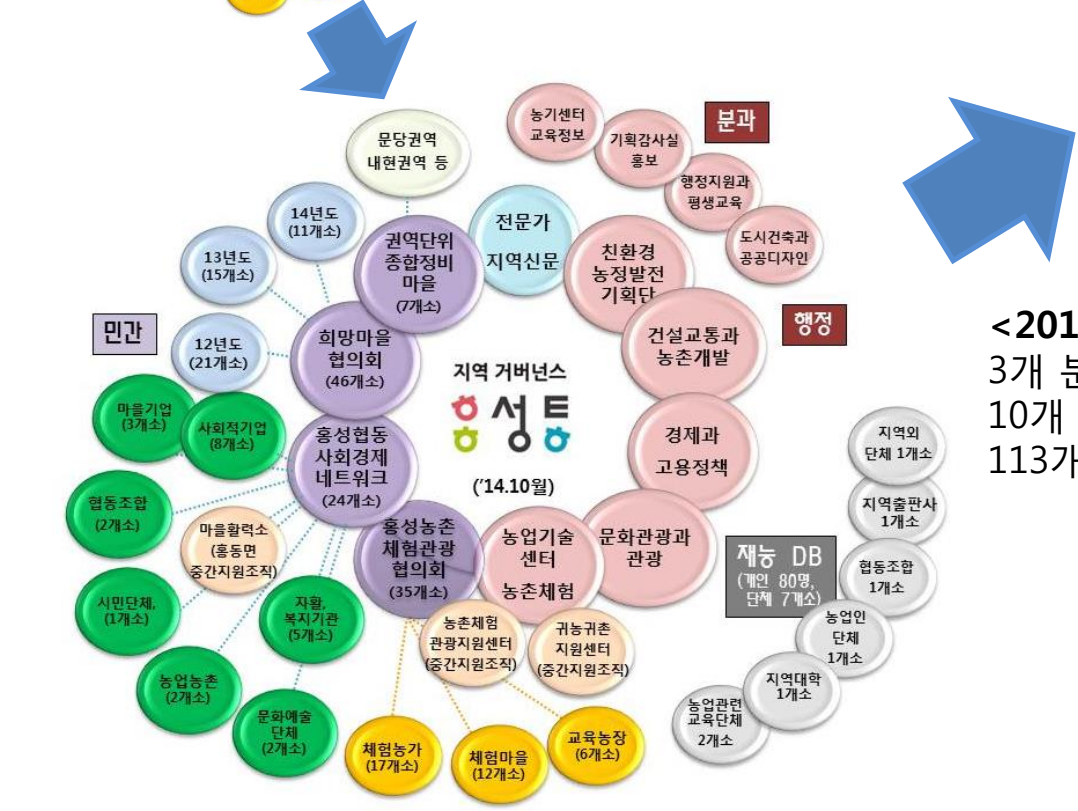 농기센터
교육정보
기획감사실
홍보
분과
행정지원과
평생교육
도시건축과
공공디자인
문당권역
내현권역 등
14년도
(11개소)
13년도
(15개소)
12년도
(21개소)
민간
권역단위
종합정비
마을
(7개소)
전문가
지역신문
친환경
농정발전
기획단
행정
건설교통과
농촌개발
희망마을
협의회
(46개소)
지역 거버넌스
홍성통
('14.10월)
경제과
고용정책
<201
3개
10개
113개
마을기업
(3개소)
사회적기업
(8개소)
홍성협동
사회경제
네트워크
(24개소)
협동조합
(2개소)
마을활력소
(홍동면
중간지원조직)
홍성농촌
체험관광
협의회
(35개소)
농업기술
센터
농촌체험
문화관광과
관광
재능 DB
(개인 80명,
단체 7개소)
지역외
단체 1개소
지역출판사
1개소
협동조합
1개소
농업인
단체
1개소
지역대학
1개소
농업관련
교육단체
2개소
시민단체,
(1개소)
자활,
복지기관
(5개소)
농촌체험
관광지원센터
(중간지원조직)
귀농귀촌
지원센터
(중간지원조직)
농업농촌
(2개소)
문화예술
단체
(2개소)
체험농가
(17개소)
체험마을
(12개소)
교육농장
(6개소)